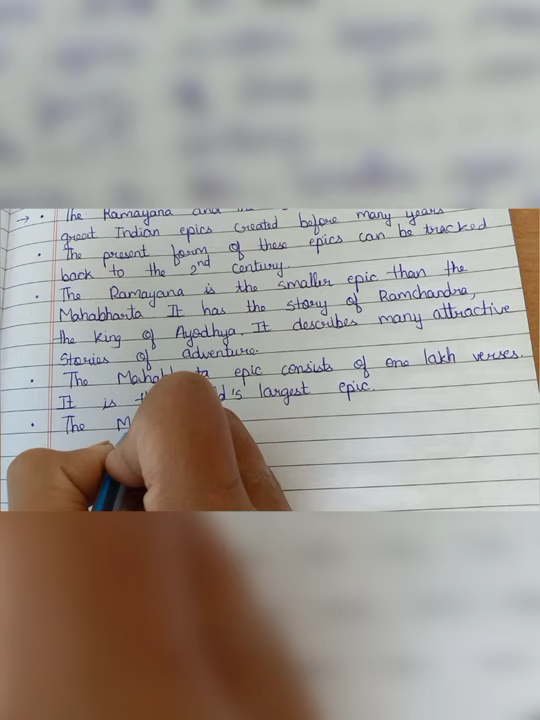 → • The Ramayana and the
great Indian epics created before many years
• The present form of these epics can be tracked
back to the 2nd century
• The Ramayana is the smaller epic than the
Mahabharta. It has the story of Ramchandra,
the king of Ayodhya. It describes many attractive
stories of adventure.
• The epic consists of one lakh verses.
It is largest epic.
• The M